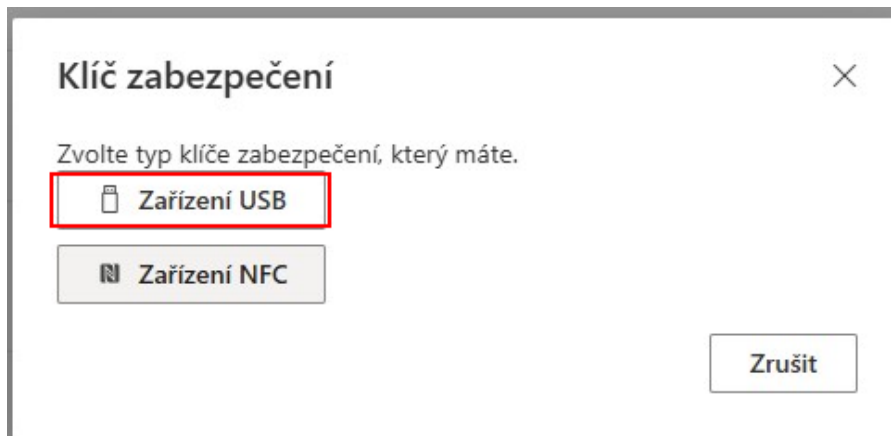 Klíč zabezpečení
Zvolte typ klíče zabezpečení, který máte.
Zařízení USB
Zařízení NFC
Zrušit